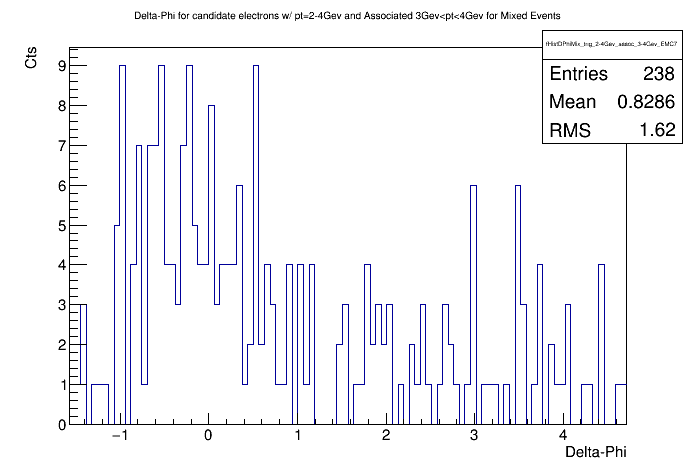 Delta-Phi for candidate electrons w/ pt=2-4Gev and Associated 3Gev<pt<4Gev for Mixed Events
Cts
fHistDPhiMix_trig_2-4Gev_assoc_3-4Gev_EMC7
Entries 238
Mean 0.8286
RMS 1.62
9
8
7
6
5
4
3
2
1
0
−1 0 1 2 3 4
Delta-Phi